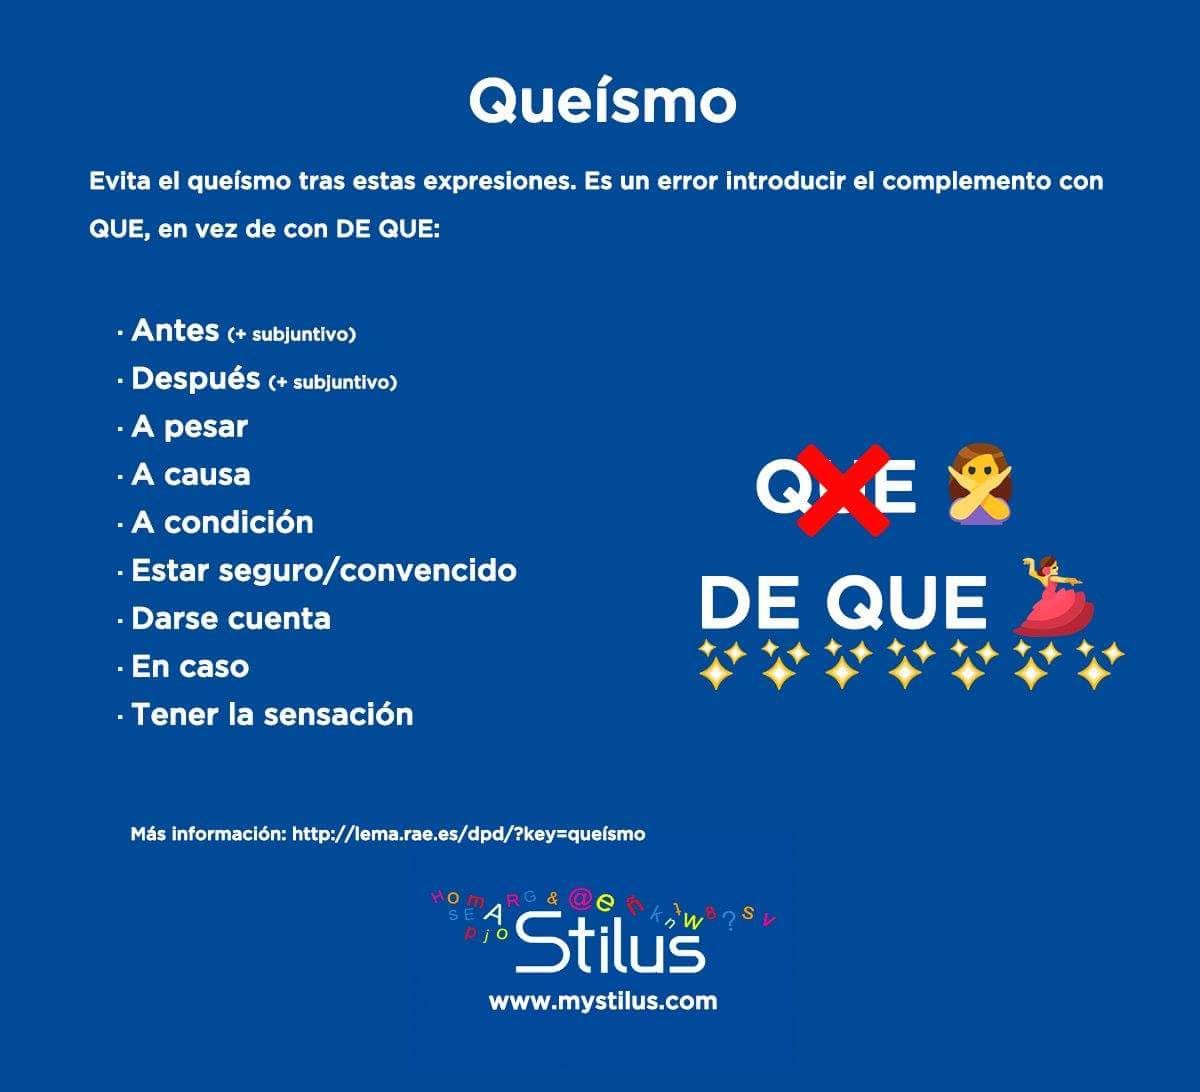 Queísmo
Evita el queísmo tras estas expresiones. Es un error introducir el complemento con
QUE, en vez de con DE QUE:
· Antes (+ subjuntivo)
· Después (+ subjuntivo)
· A pesar
· A causa
· A condición
· Estar seguro/convencido
· Darse cuenta
· En caso
· Tener la sensación
QUE
DE QUE
Más información: http://lema.rae.es/dpd/?key=queísmo
Stilus
www.mystilus.com